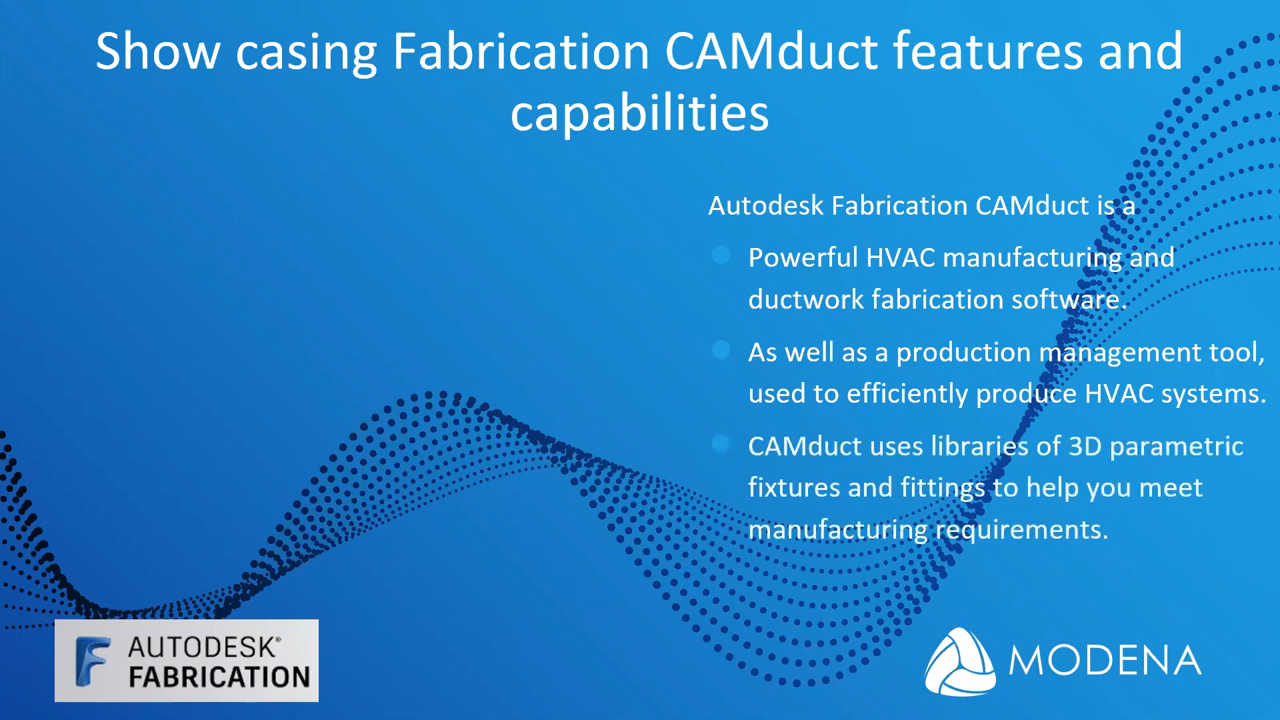 Show casing Fabrication CAMduct features and
capabilities
Autodesk Fabrication CAMduct is a
Powerful HVAC manufacturing and
ductwork fabrication software.
As well as a production management tool,
used to efficiently produce HVAC systems.
CAMduct uses libraries of 3D parametric
fixtures and fittings to help you meet
manufacturing requirements.
AUTODESK®
FABRICATION
MODENA